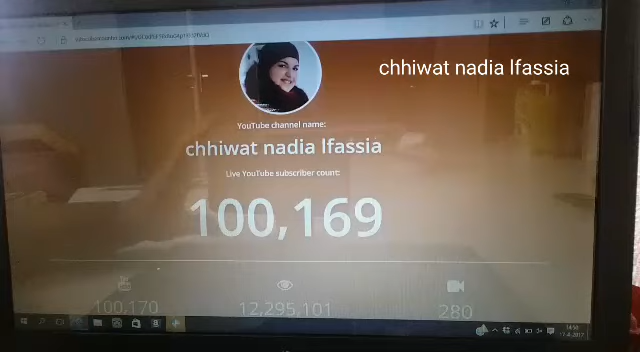 chhiwat nadia lfassia
YouTube channel name:
chhiwat nadia lfassia
Live YouTube subscriber count:
100,169
100,170
12,295,101
280